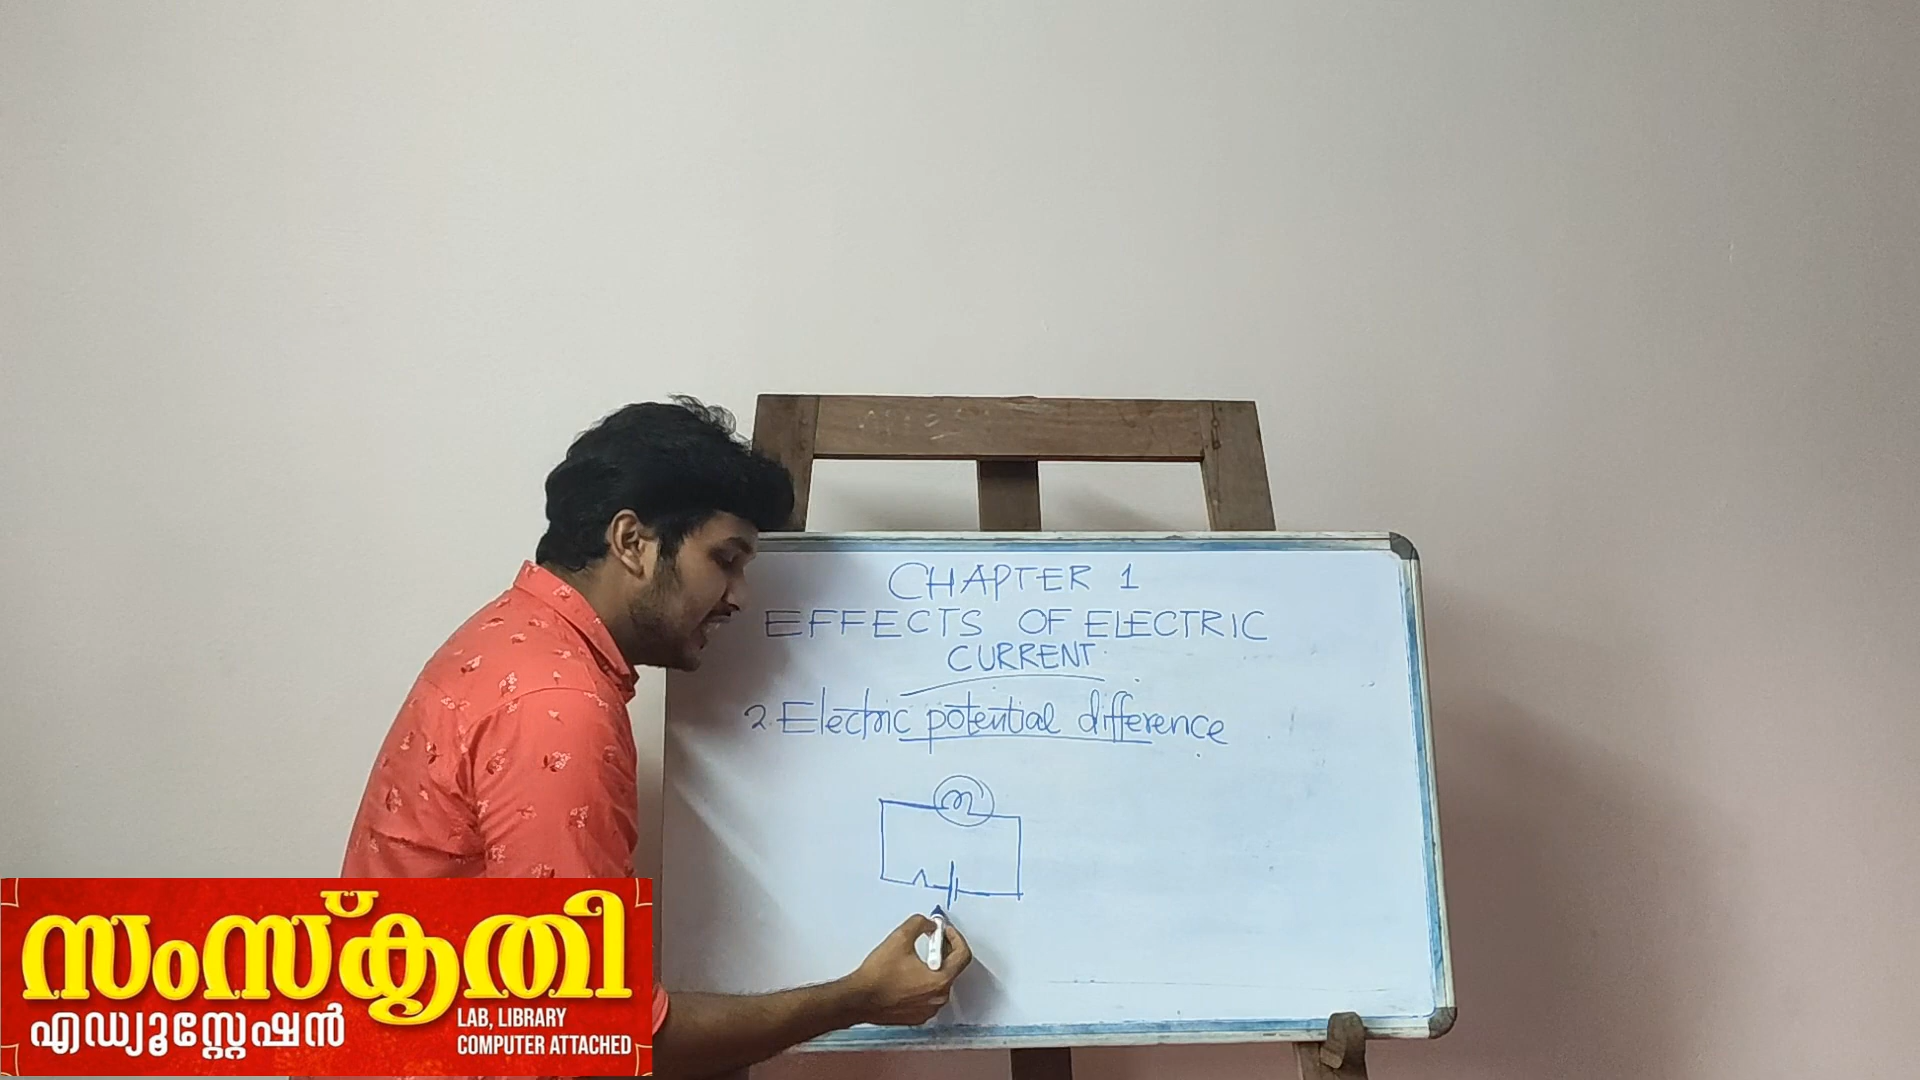 CHAPTER 1
EFFECTS OF ELECTRIC
CURRENT
2. Electric potential difference
സംസ്കൃതീ
എഡ്യൂസ്റ്റേഷൻ
LAB, LIBRARY
COMPUTER ATTACHED